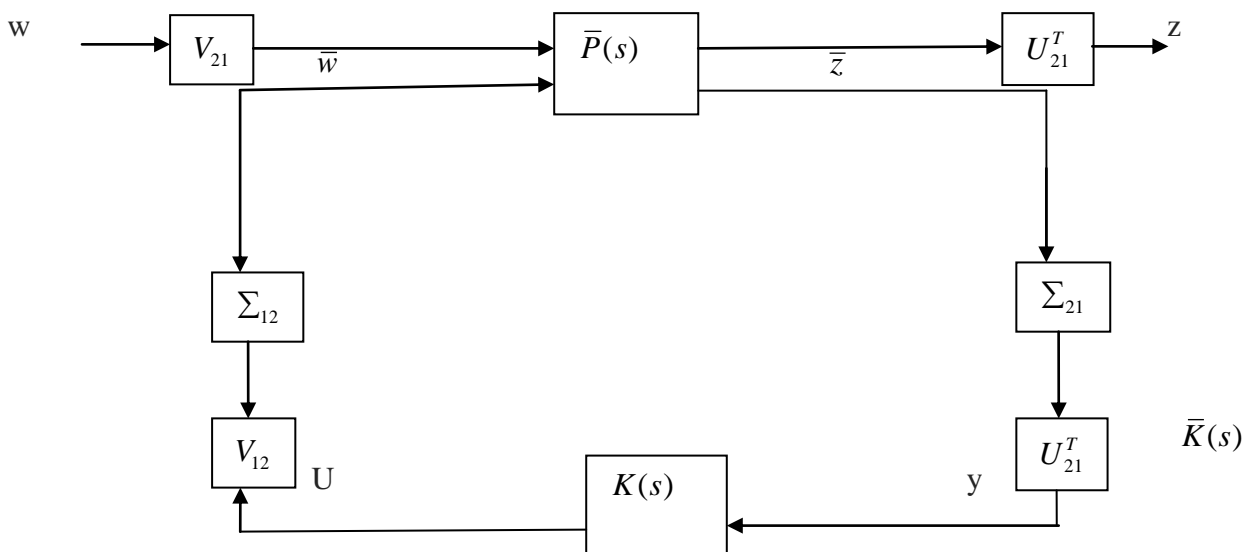 w V₂₁ w̅ P̅(s) z̅ U₂₁ᵀ z
Σ₁₂ Σ₂₁
V₁₂ U K(s) y U₂₁ᵀ K̅(s)